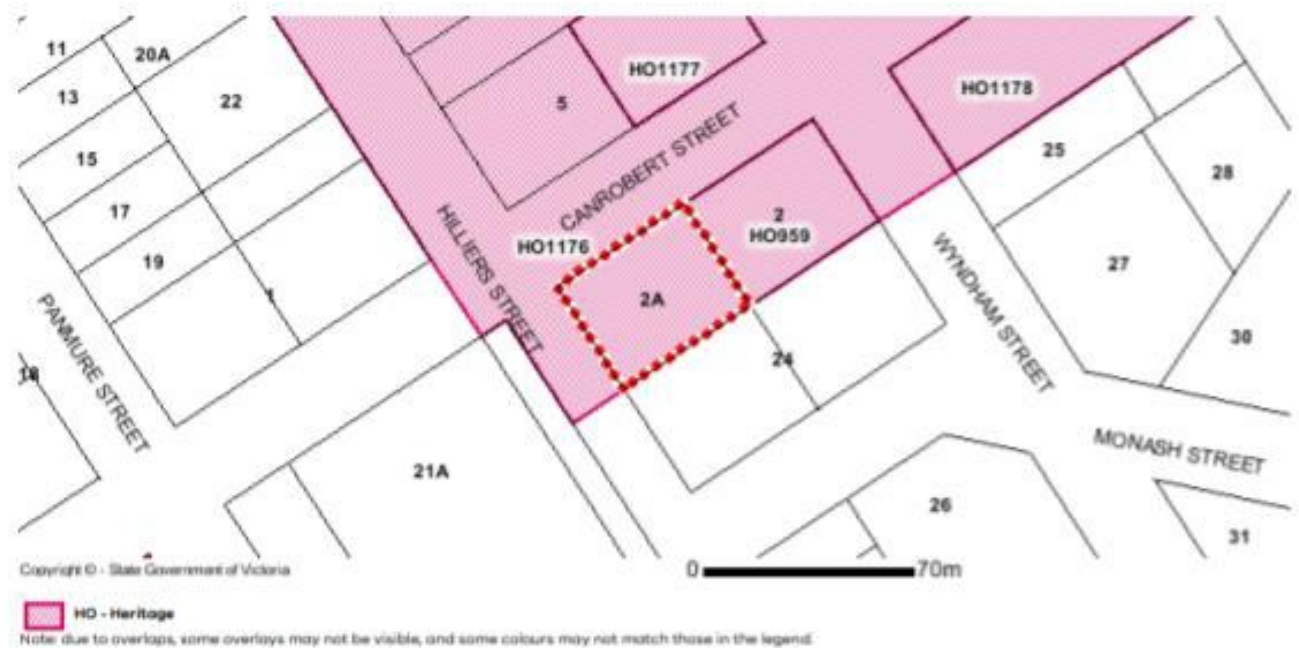 11
20A
13
22
HO1177
HO1178
5
15
25
28
17
CANROBERT STREET
HILLIERS STREET
2
HO959
HO1176
19
WYNDHAM STREET
27
1
2A
PANMURE STREET
30
24
18
MONASH STREET
21A
26
31
Copyright © - State Government of Victoria
0 70m
HO - Heritage
Note: due to overlaps, some overlays may not be visible, and some colours may not match those in the legend.